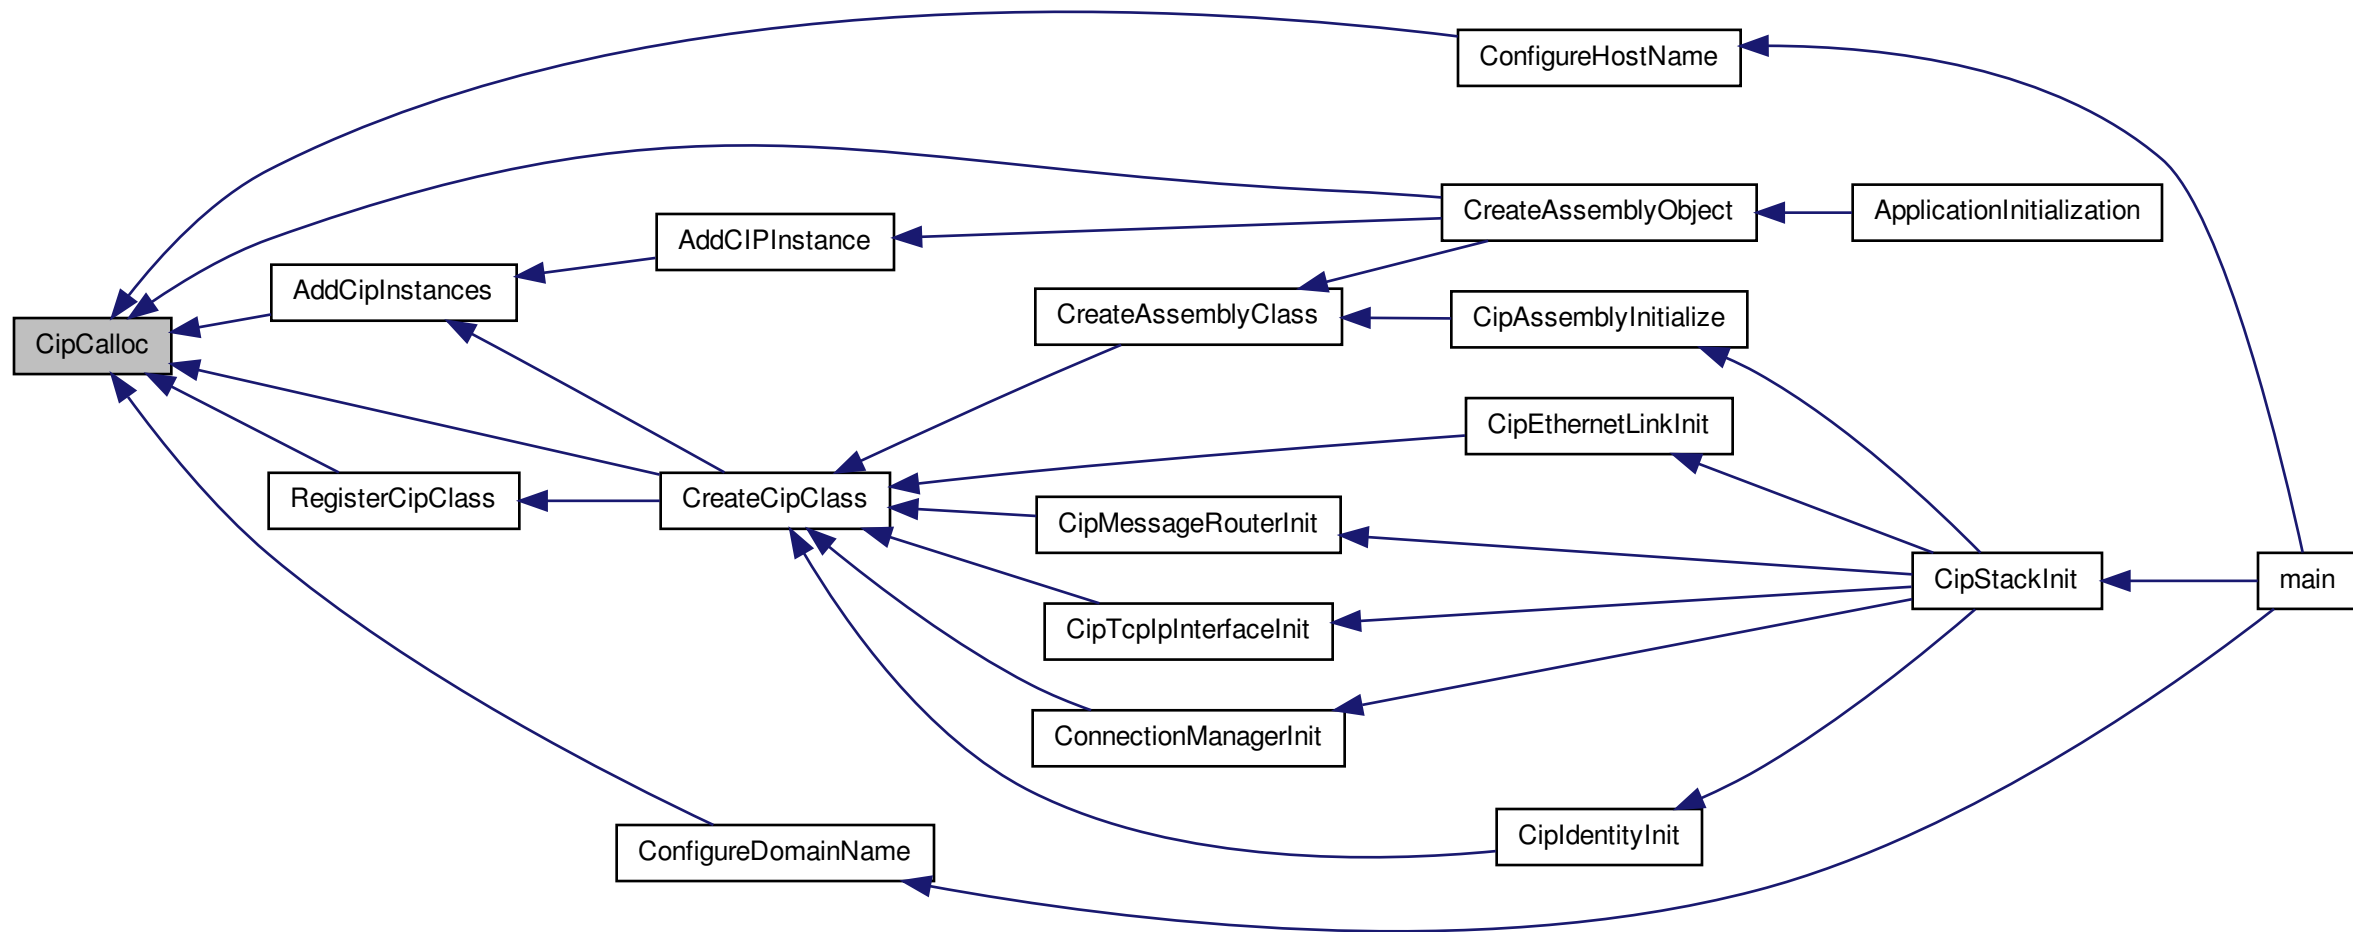 ConfigureHostName
CreateAssemblyObject
ApplicationInitialization
AddCIPInstance
AddCipInstances
CreateAssemblyClass
CipAssemblyInitialize
CipCalloc
CipEthernetLinkInit
RegisterCipClass
CreateCipClass
CipMessageRouterInit
CipStackInit
main
CipTcpIpInterfaceInit
ConnectionManagerInit
CipIdentityInit
ConfigureDomainName